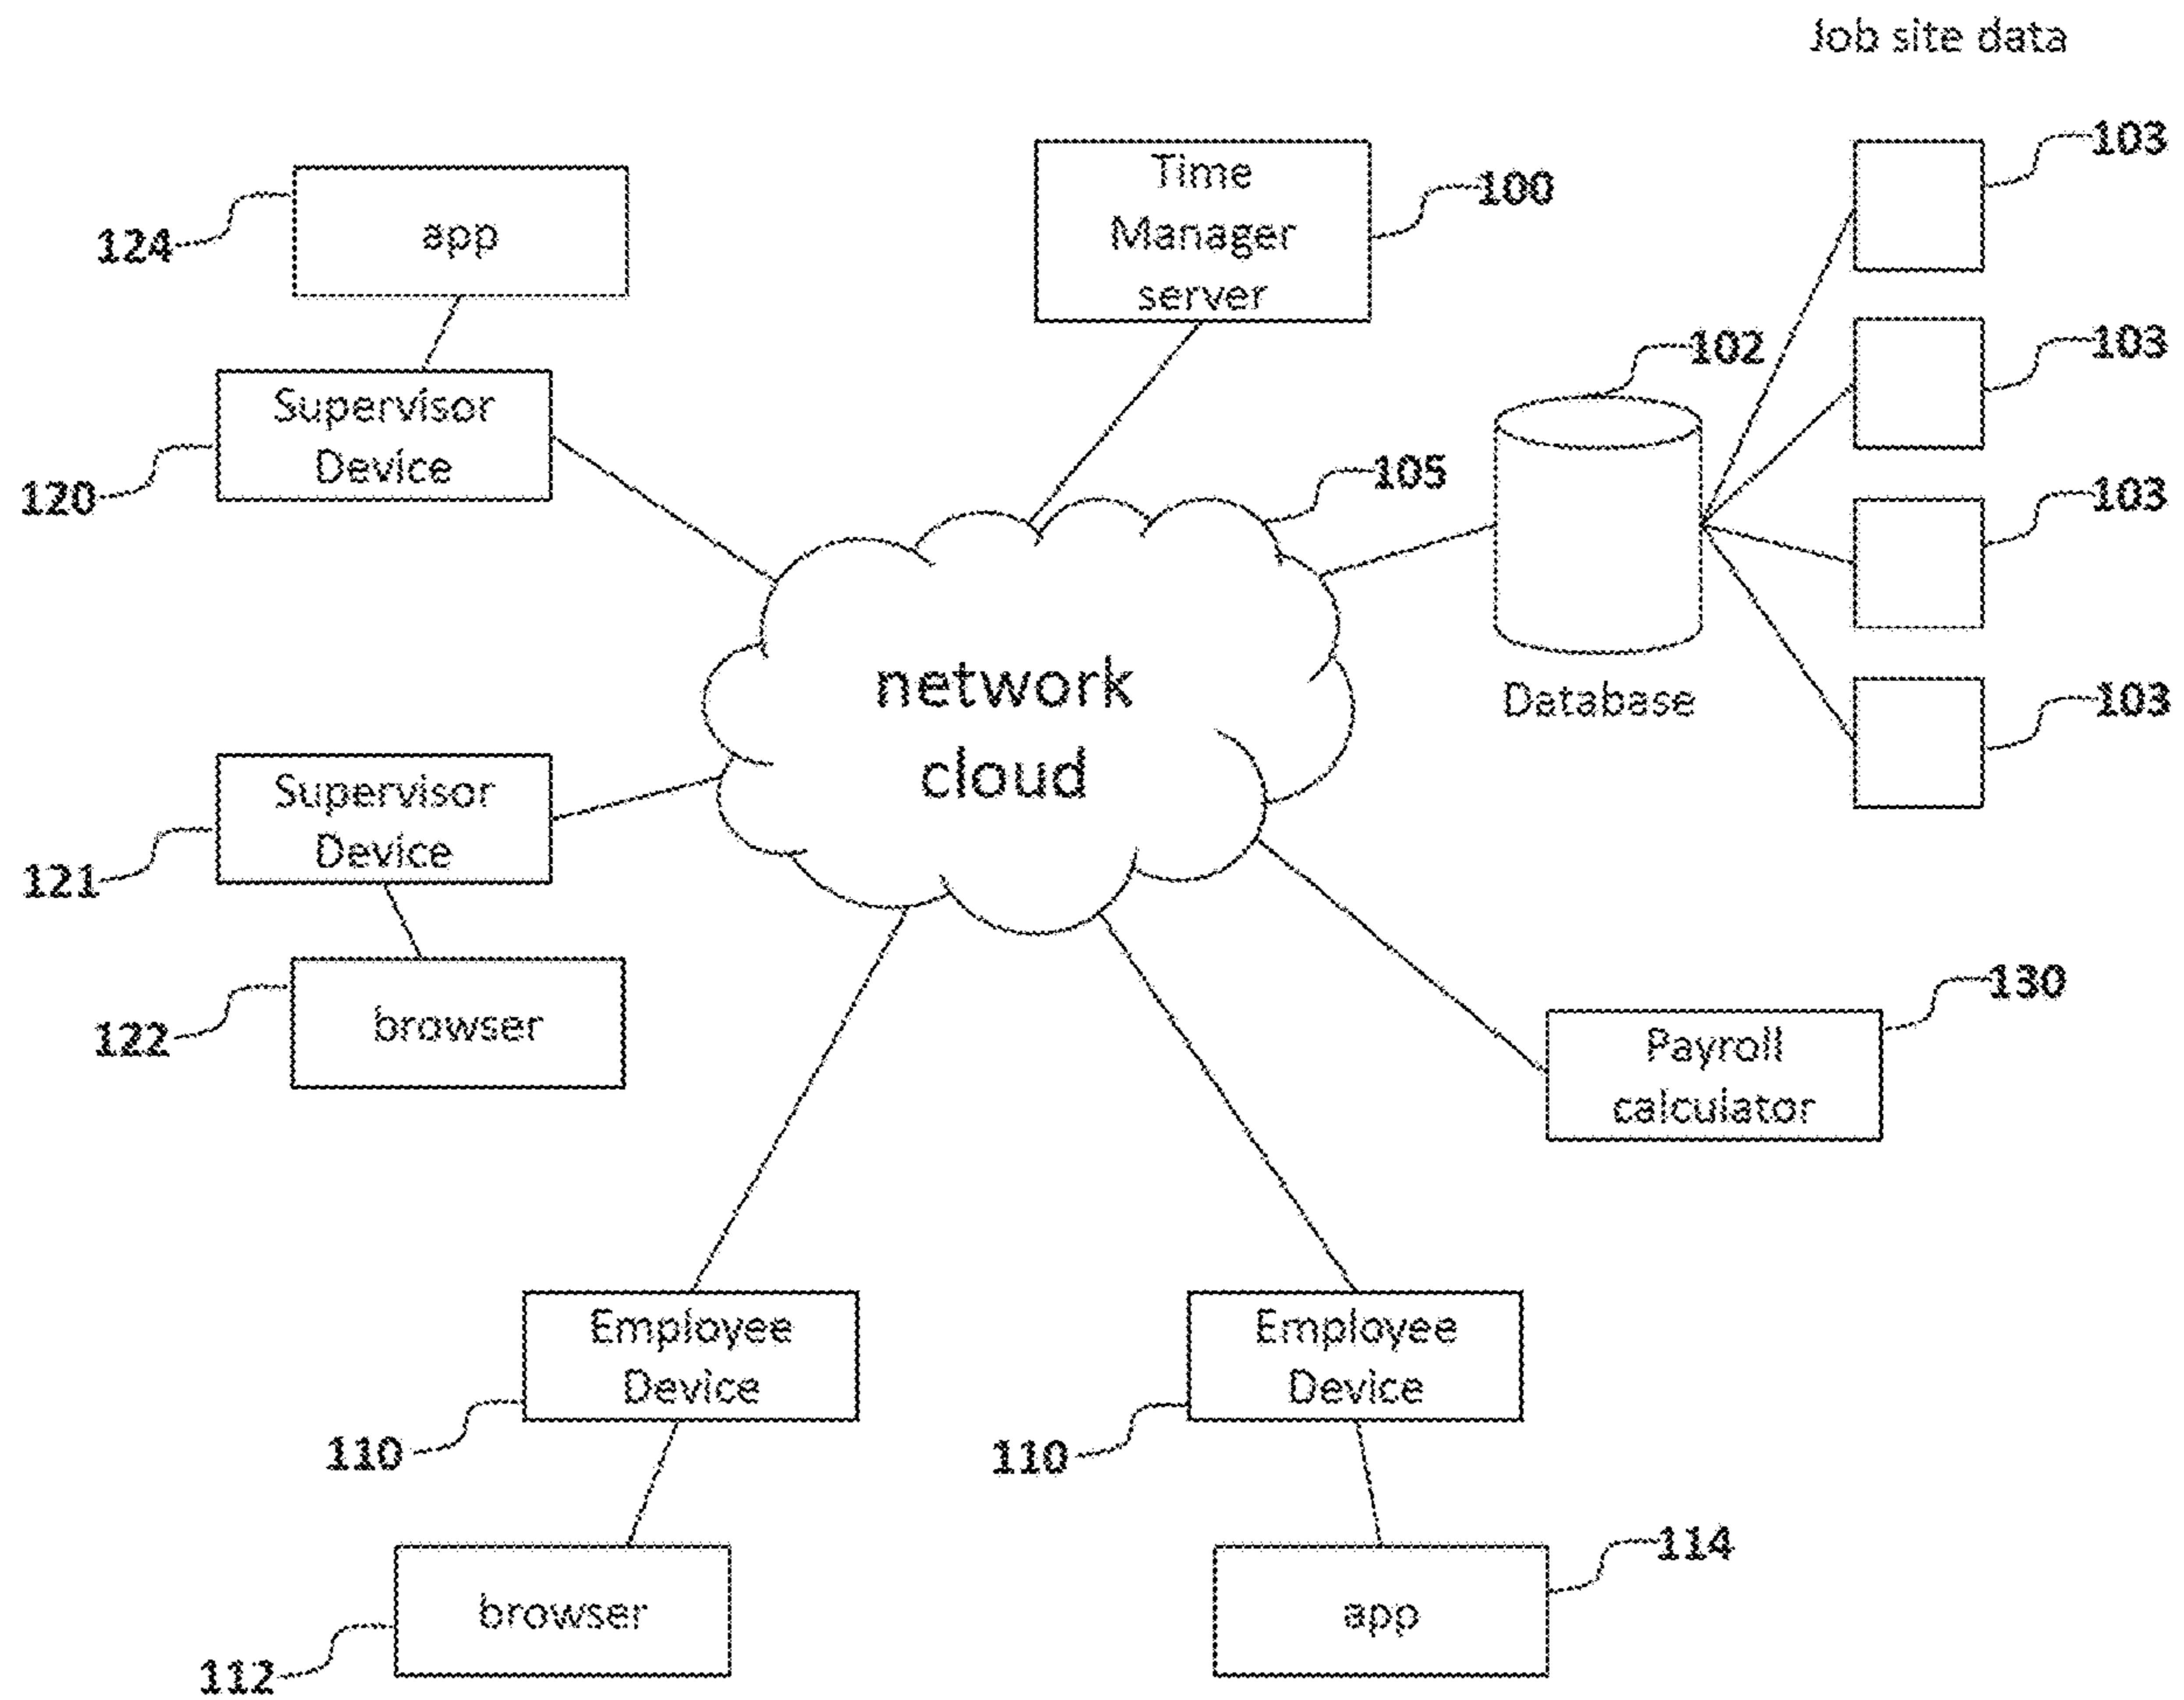 Job site data
103
Time
Manager
server
100
124
app
103
102
Supervisor
Device
120
105
103
network
cloud
Database
103
Supervisor
Device
121
browser
122
130
Payroll
calculator
Employee
Device
110
Employee
Device
110
114
browser
112
app